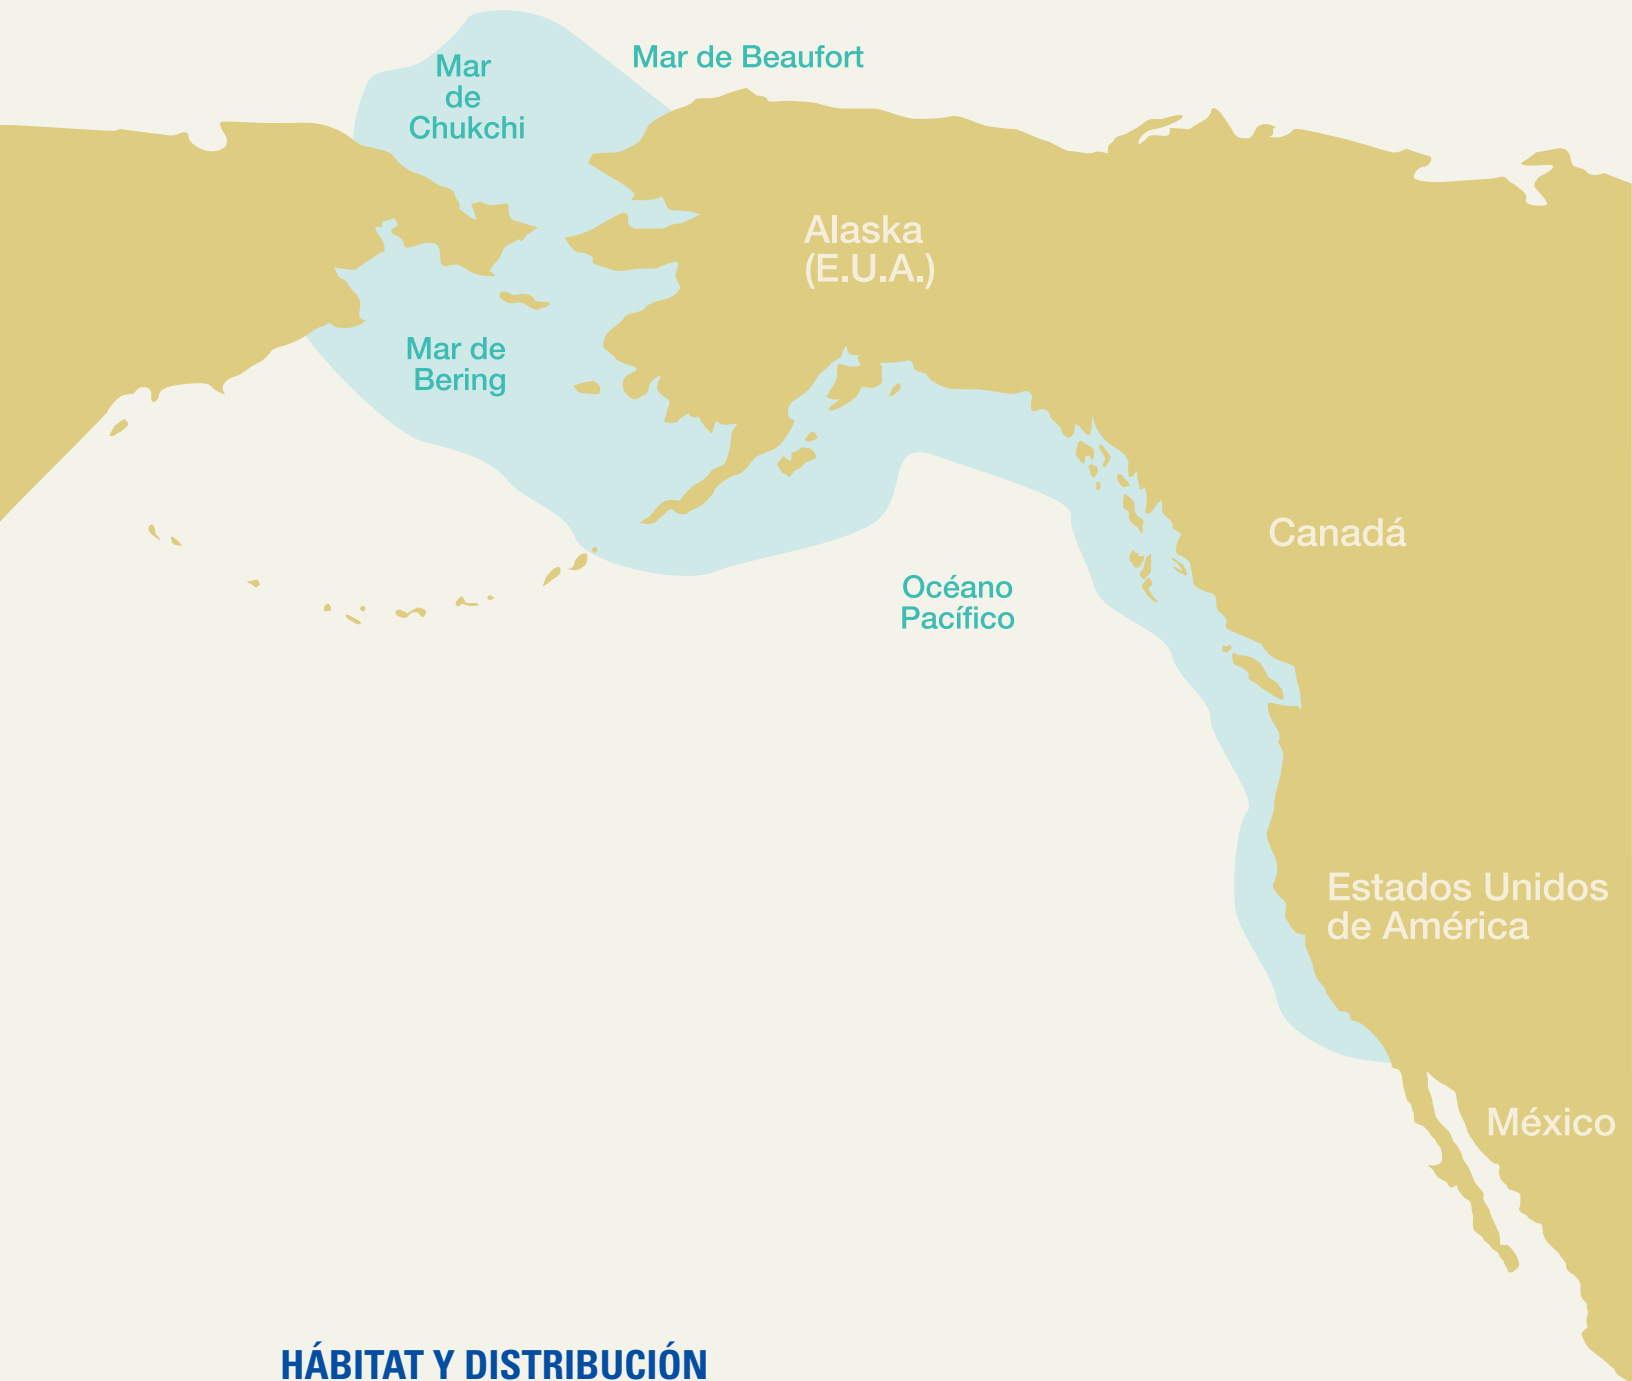 Mar de Beaufort
Mar
de
Chukchi
Alaska
(E.U.A.)
Mar de
Bering
Canadá
Océano
Pacífico
Estados Unidos
de América
México
HÁBITAT Y DISTRIBUCIÓN